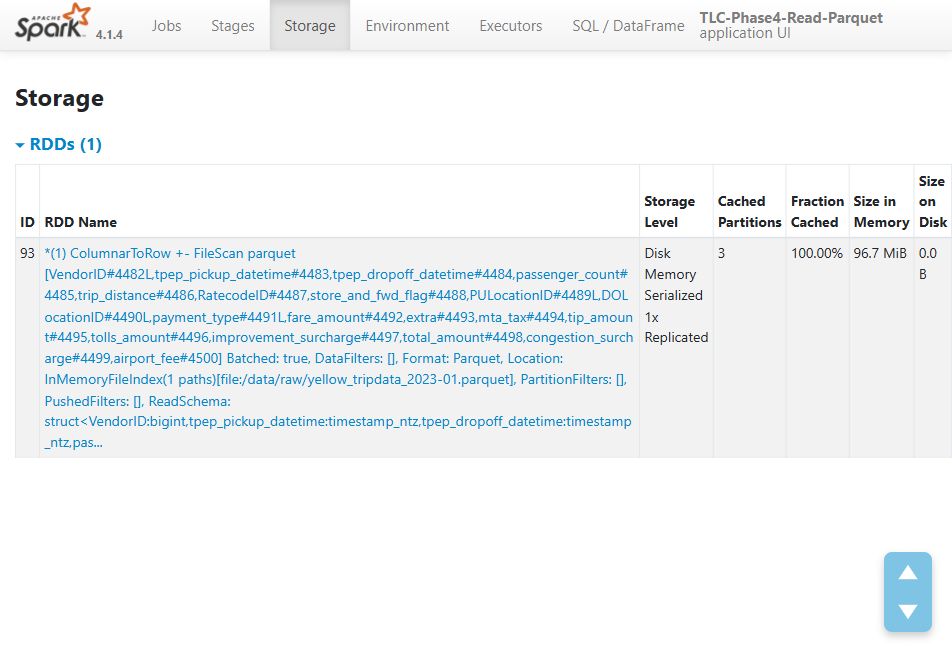 APACHE
Spark 4.1.4
Jobs
Stages
Storage
Environment
Executors
SQL / DataFrame
TLC-Phase4-Read-Parquet
application UI
Storage
RDDs (1)
ID
RDD Name
Storage
Level
Cached
Partitions
Fraction
Cached
Size in
Memory
Size
on
Disk
93
*(1) ColumnarToRow +- FileScan parquet
[VendorID#4482L,tpep_pickup_datetime#4483,tpep_dropoff_datetime#4484,passenger_count#
4485,trip_distance#4486,RatecodeID#4487,store_and_fwd_flag#4488,PULocationID#4489L,DOL
ocationID#4490L,payment_type#4491L,fare_amount#4492,extra#4493,mta_tax#4494,tip_amoun
t#4495,tolls_amount#4496,improvement_surcharge#4497,total_amount#4498,congestion_surch
arge#4499,airport_fee#4500] Batched: true, DataFilters: [], Format: Parquet, Location:
InMemoryFileIndex(1 paths)[file:/data/raw/yellow_tripdata_2023-01.parquet], PartitionFilters: [],
PushedFilters: [], ReadSchema:
struct<VendorID:bigint,tpep_pickup_datetime:timestamp_ntz,tpep_dropoff_datetime:timestamp
_ntz,pas...
Disk
Memory
Serialized
1x
Replicated
3
100.00%
96.7 MiB
0.0
B